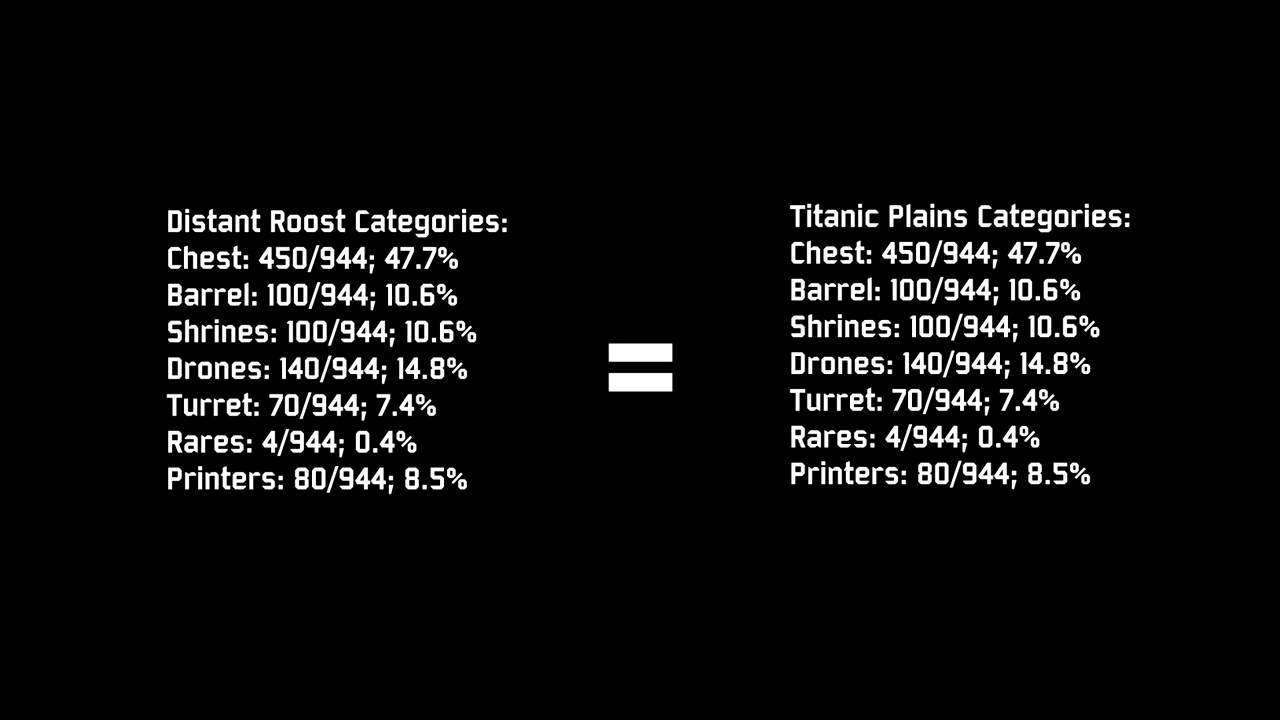 Distant Roost Categories:
Chest: 450/944; 47.7%
Barrel: 100/944; 10.6%
Shrines: 100/944; 10.6%
Drones: 140/944; 14.8%
Turret: 70/944; 7.4%
Rares: 4/944; 0.4%
Printers: 80/944; 8.5%
=
Titanic Plains Categories:
Chest: 450/944; 47.7%
Barrel: 100/944; 10.6%
Shrines: 100/944; 10.6%
Drones: 140/944; 14.8%
Turret: 70/944; 7.4%
Rares: 4/944; 0.4%
Printers: 80/944; 8.5%